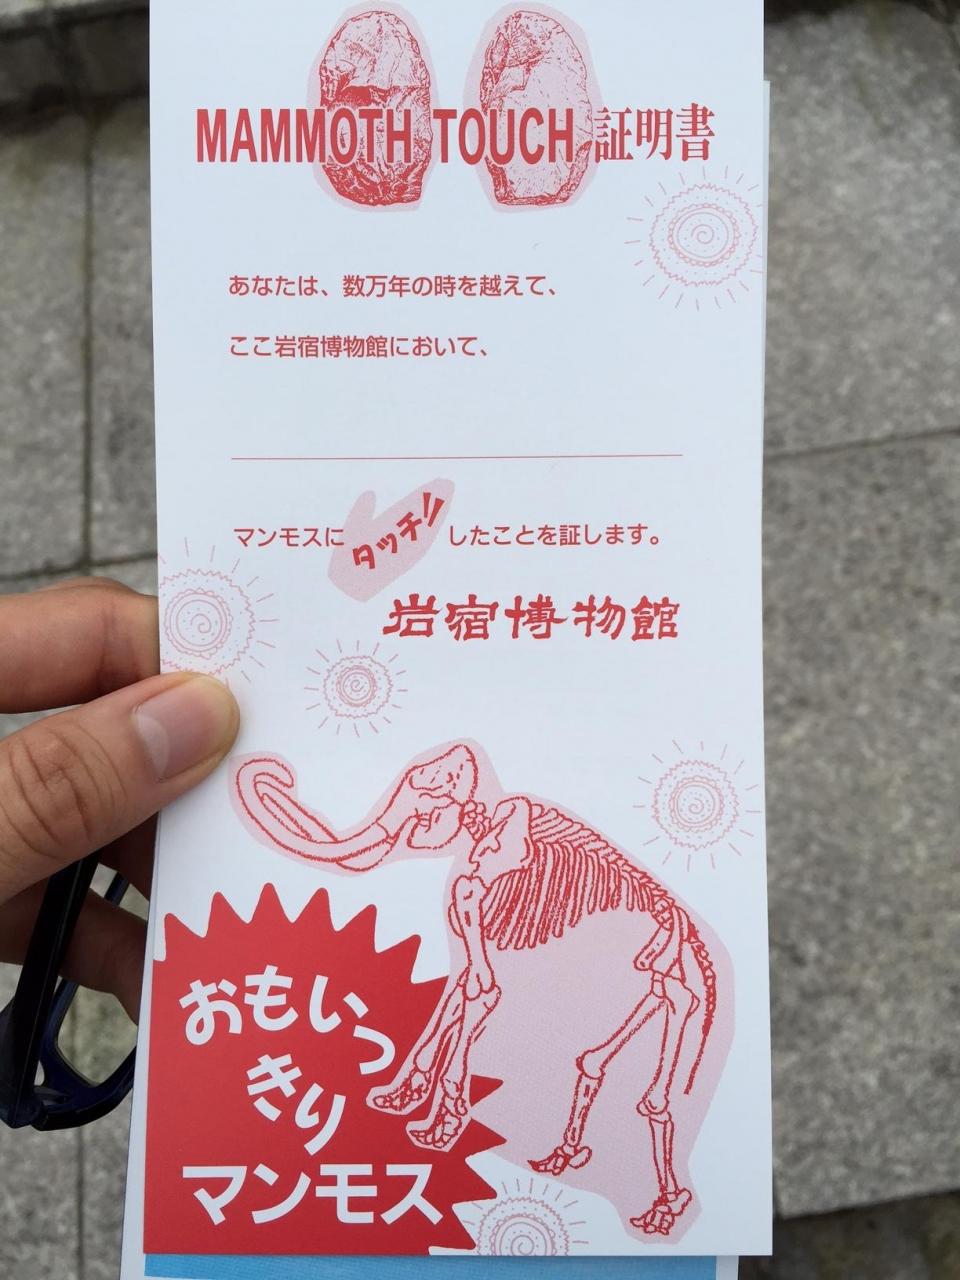 MAMMOTH TOUCH 証明書
あなたは、数万年の時を越えて、
ここ岩宿博物館において、
マンモスにタッチ!!したことを証します。
岩宿博物館
おもいっ
きり
マンモス